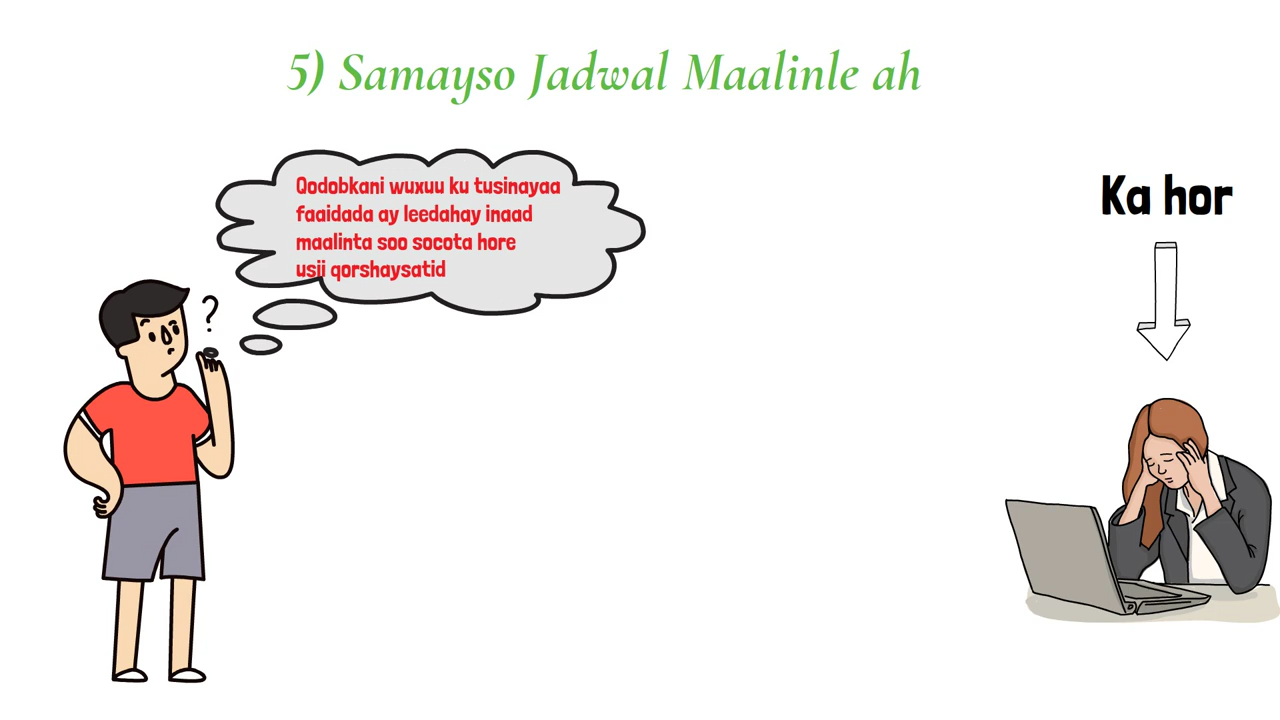 5) Samayso Jadwal Maalinle ah
Qodobkani wuxuu ku tusinayaa
faaidada ay leedahay inaad
maalinta soo socota hore
usii qorshaysatid
?
Ka hor